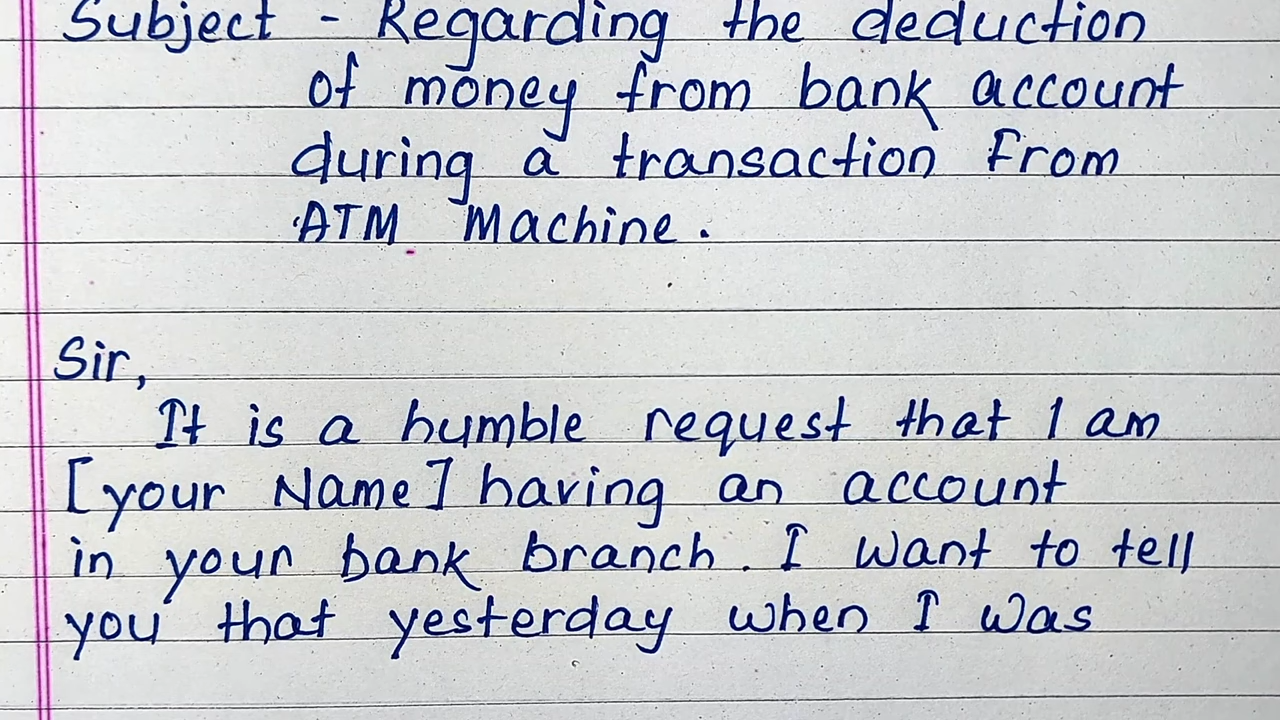 Subject - Regarding the deduction
of money from bank account
during a transaction From
ATM Machine.
Sir,
It is a humble request that I am
[your Name] having an account
in your bank branch. I want to tell
you that yesterday when I was